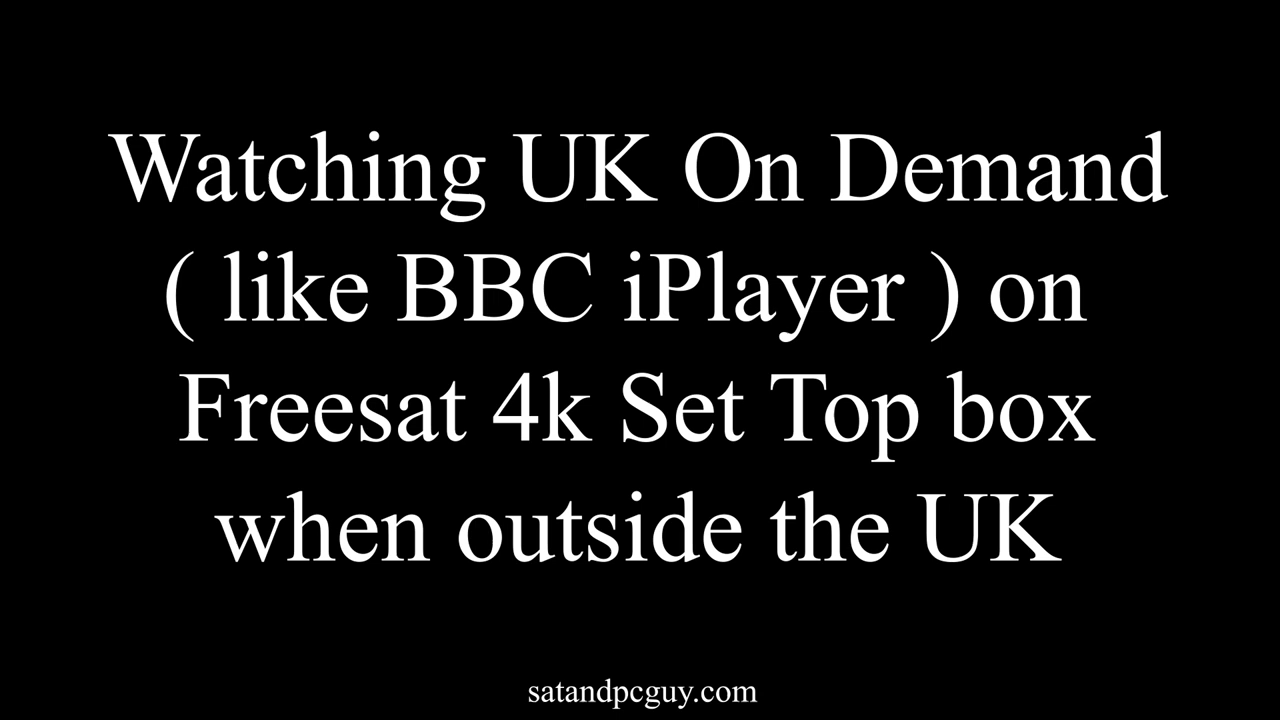 Watching UK On Demand
( like BBC iPlayer ) on
Freesat 4k Set Top box
when outside the UK
satandpcguy.com